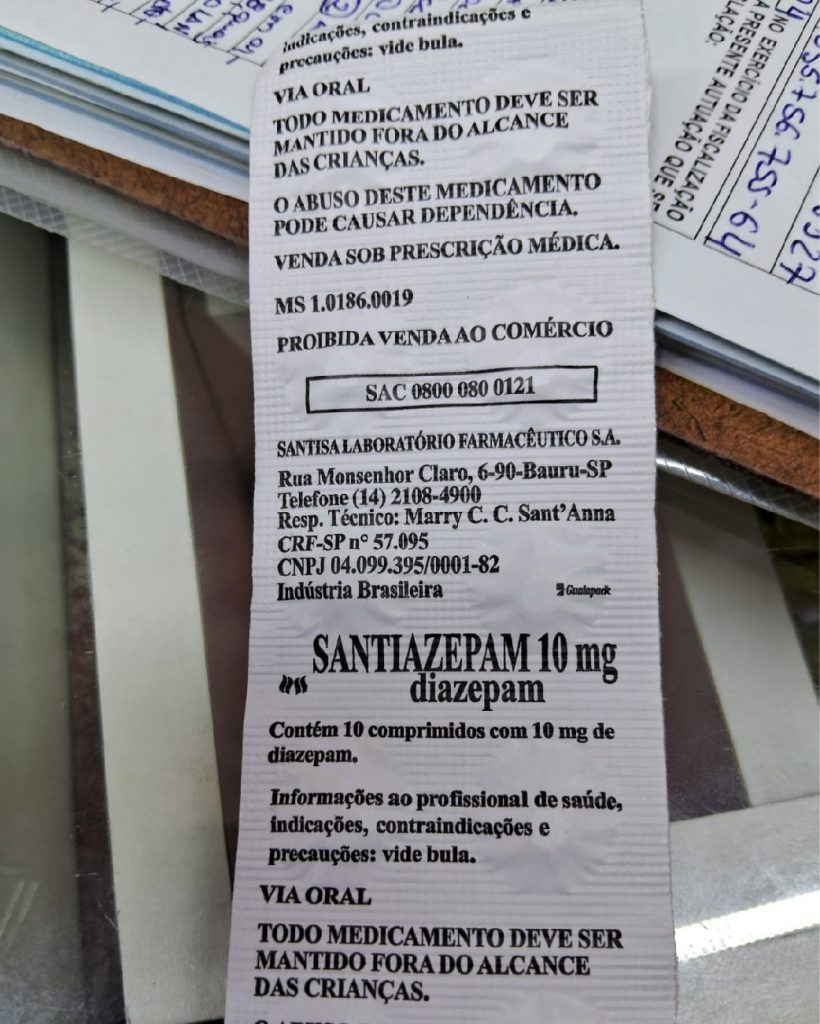 indicações, contraindicações e
precauções: vide bula.
VIA ORAL
TODO MEDICAMENTO DEVE SER
MANTIDO FORA DO ALCANCE
DAS CRIANÇAS.
O ABUSO DESTE MEDICAMENTO
PODE CAUSAR DEPENDÊNCIA.
VENDA SOB PRESCRIÇÃO MÉDICA.
MS 1.0186.0019
PROIBIDA VENDA AO COMÉRCIO
SAC 0800 080 0121
SANTISA LABORATÓRIO FARMACÊUTICO S.A.
Rua Monsenhor Claro, 6-90-Bauru-SP
Telefone (14) 2108-4900
Resp. Técnico: Marry C. C. Sant’Anna
CRF-SP n° 57.095
CNPJ 04.099.395/0001-82
Indústria Brasileira
Gualapack
SANTIAZEPAM 10 mg
diazepam
Contém 10 comprimidos com 10 mg de
diazepam.
Informações ao profissional de saúde,
indicações, contraindicações e
precauções: vide bula.
VIA ORAL
TODO MEDICAMENTO DEVE SER
MANTIDO FORA DO ALCANCE
DAS CRIANÇAS.
NO EXERCÍCIO DA FISCALIZAÇÃO
A PRESENTE AUTUAÇÃO QUE